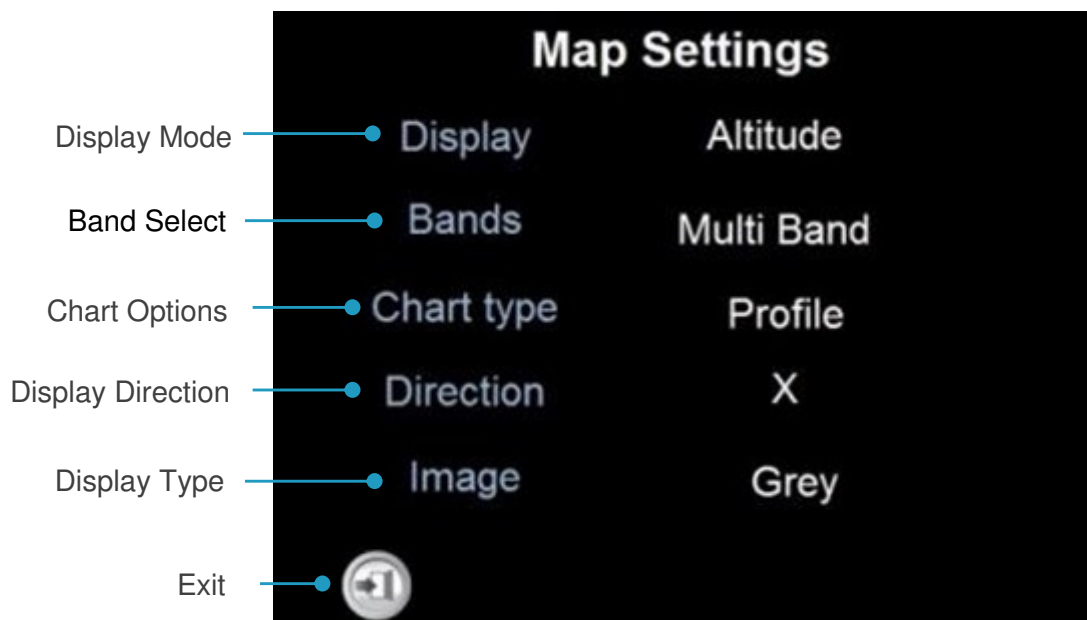 Map Settings
Display Mode Display Altitude
Band Select Bands Multi Band
Chart Options Chart type Profile
Display Direction Direction X
Display Type Image Grey
Exit